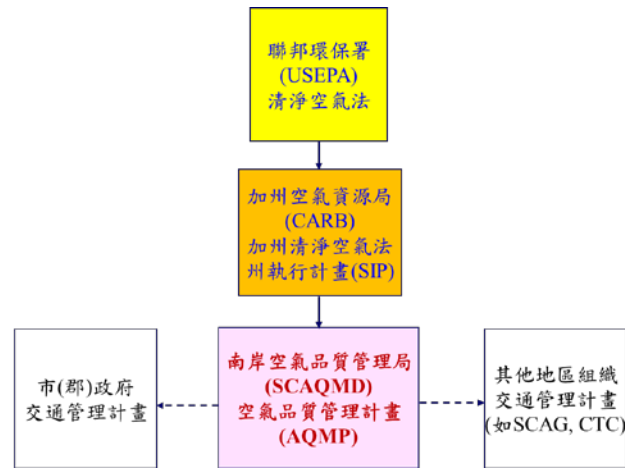 聯邦環保署
(USEPA)
清淨空氣法
加州空氣資源局
(CARB)
加州清淨空氣法
州執行計畫(SIP)
市(郡)政府
交通管理計畫
南岸空氣品質管理局
(SCAQMD)
空氣品質管理計畫
(AQMP)
其他地區組織
交通管理計畫
(如SCAG, CTC)